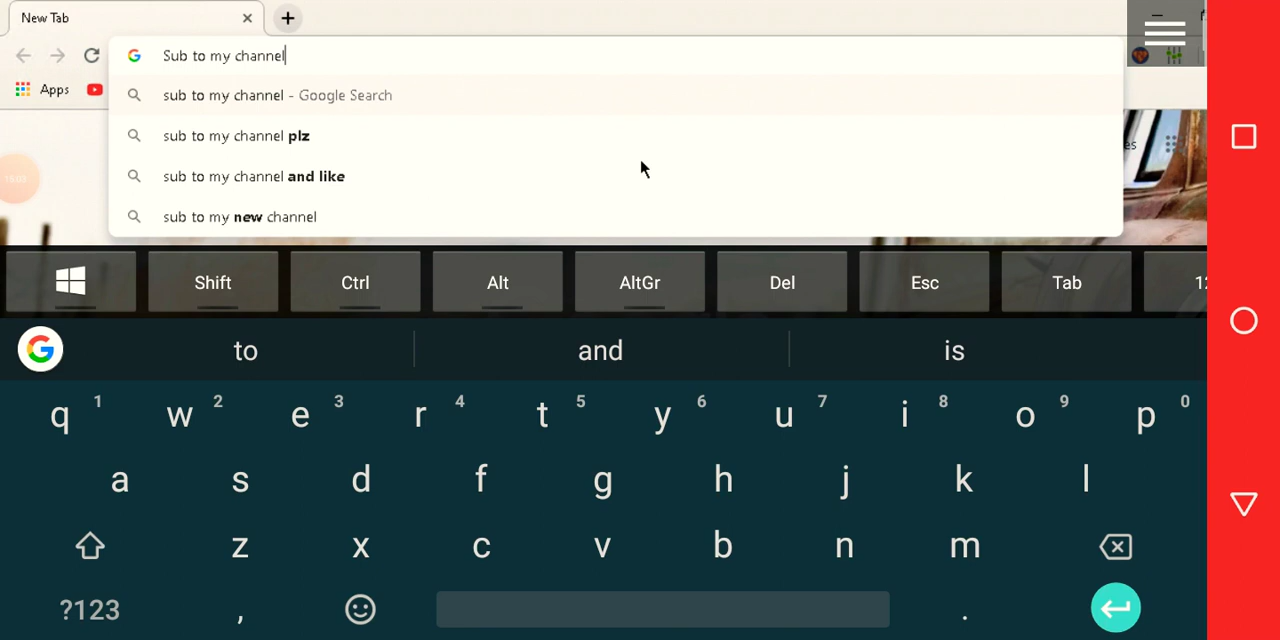 New Tab
Sub to my channel
Apps
sub to my channel - Google Search
sub to my channel plz
es
sub to my channel and like
sub to my new channel
Shift Ctrl Alt AltGr Del Esc Tab 12
to and is
q 1 w 2 e 3 r 4 t 5 y 6 u 7 i 8 o 9 p 0
a s d f g h j k l
z x c v b n m
?123 , .